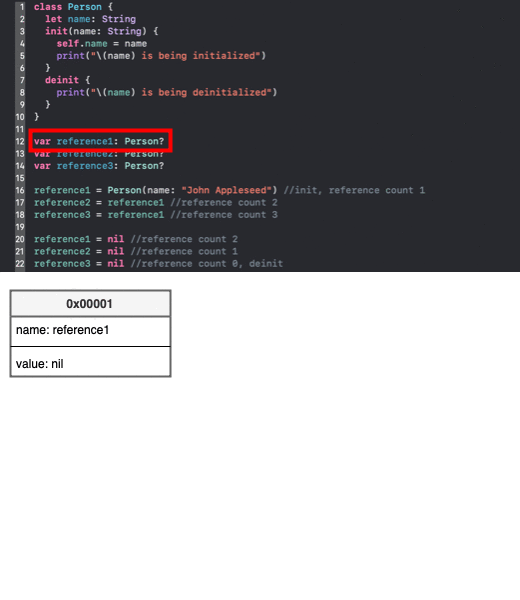 1 class Person {
2 let name: String
3 init(name: String) {
4 self.name = name
5 print("\(name) is being initialized")
6 }
7 deinit {
8 print("\(name) is being deinitialized")
9 }
10 }
11
12 var reference1: Person?
13 var reference2: Person?
14 var reference3: Person?
15
16 reference1 = Person(name: "John Appleseed") //init, reference count 1
17 reference2 = reference1 //reference count 2
18 reference3 = reference1 //reference count 3
19
20 reference1 = nil //reference count 2
21 reference2 = nil //reference count 1
22 reference3 = nil //reference count 0, deinit
0x00001
name: reference1
value: nil